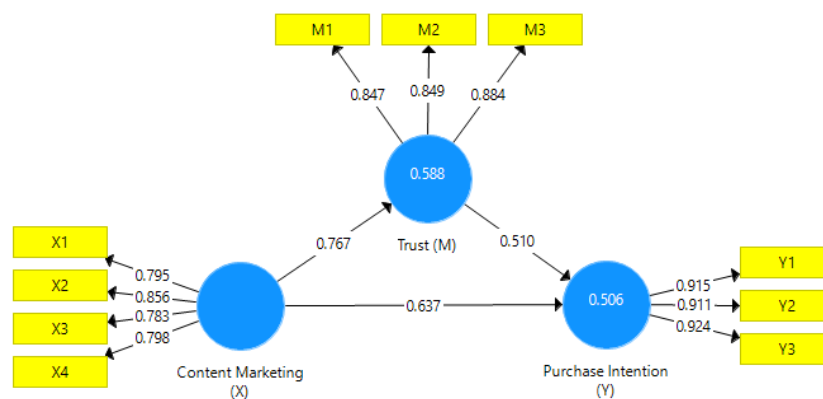 M1
M2
M3
0.847
0.849
0.884
0.588
Trust (M)
0.767
0.510
X1
X2
X3
X4
0.795
0.856
0.783
0.798
0.637
0.506
0.915
0.911
0.924
Y1
Y2
Y3
Content Marketing
(X)
Purchase Intention
(Y)